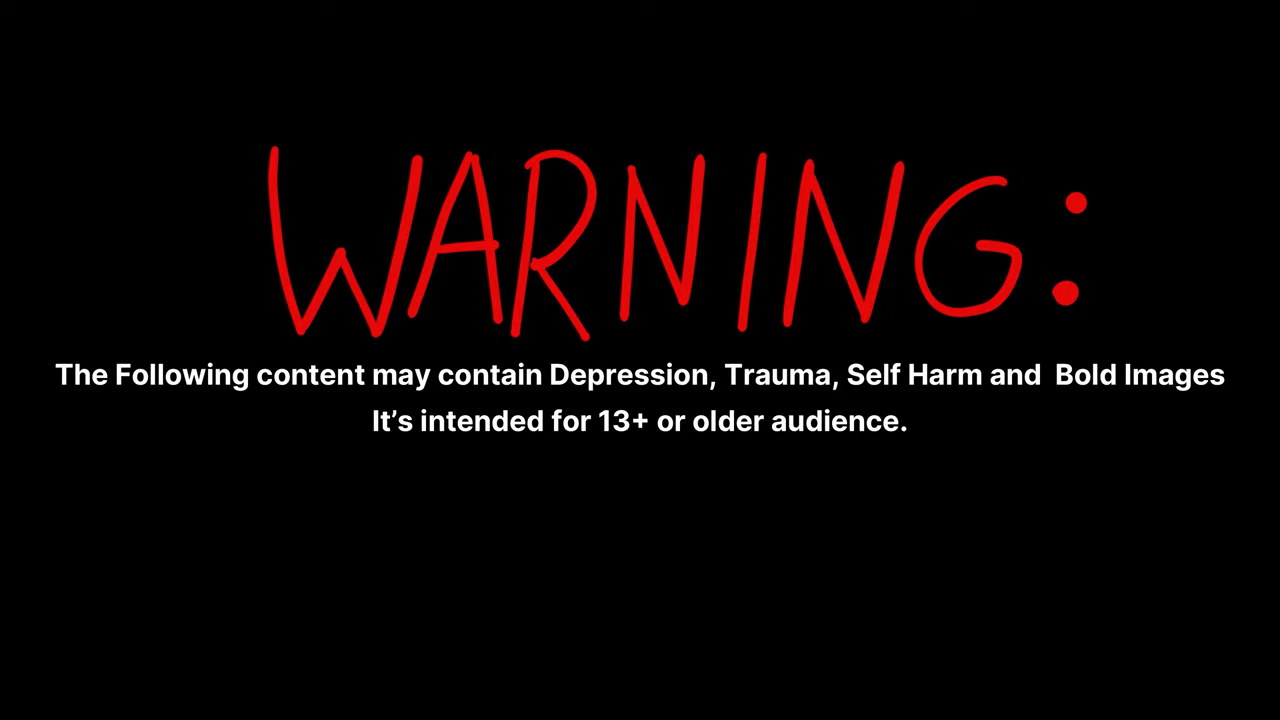 WARNING:
The Following content may contain Depression, Trauma, Self Harm and  Bold Images
It’s intended for 13+ or older audience.